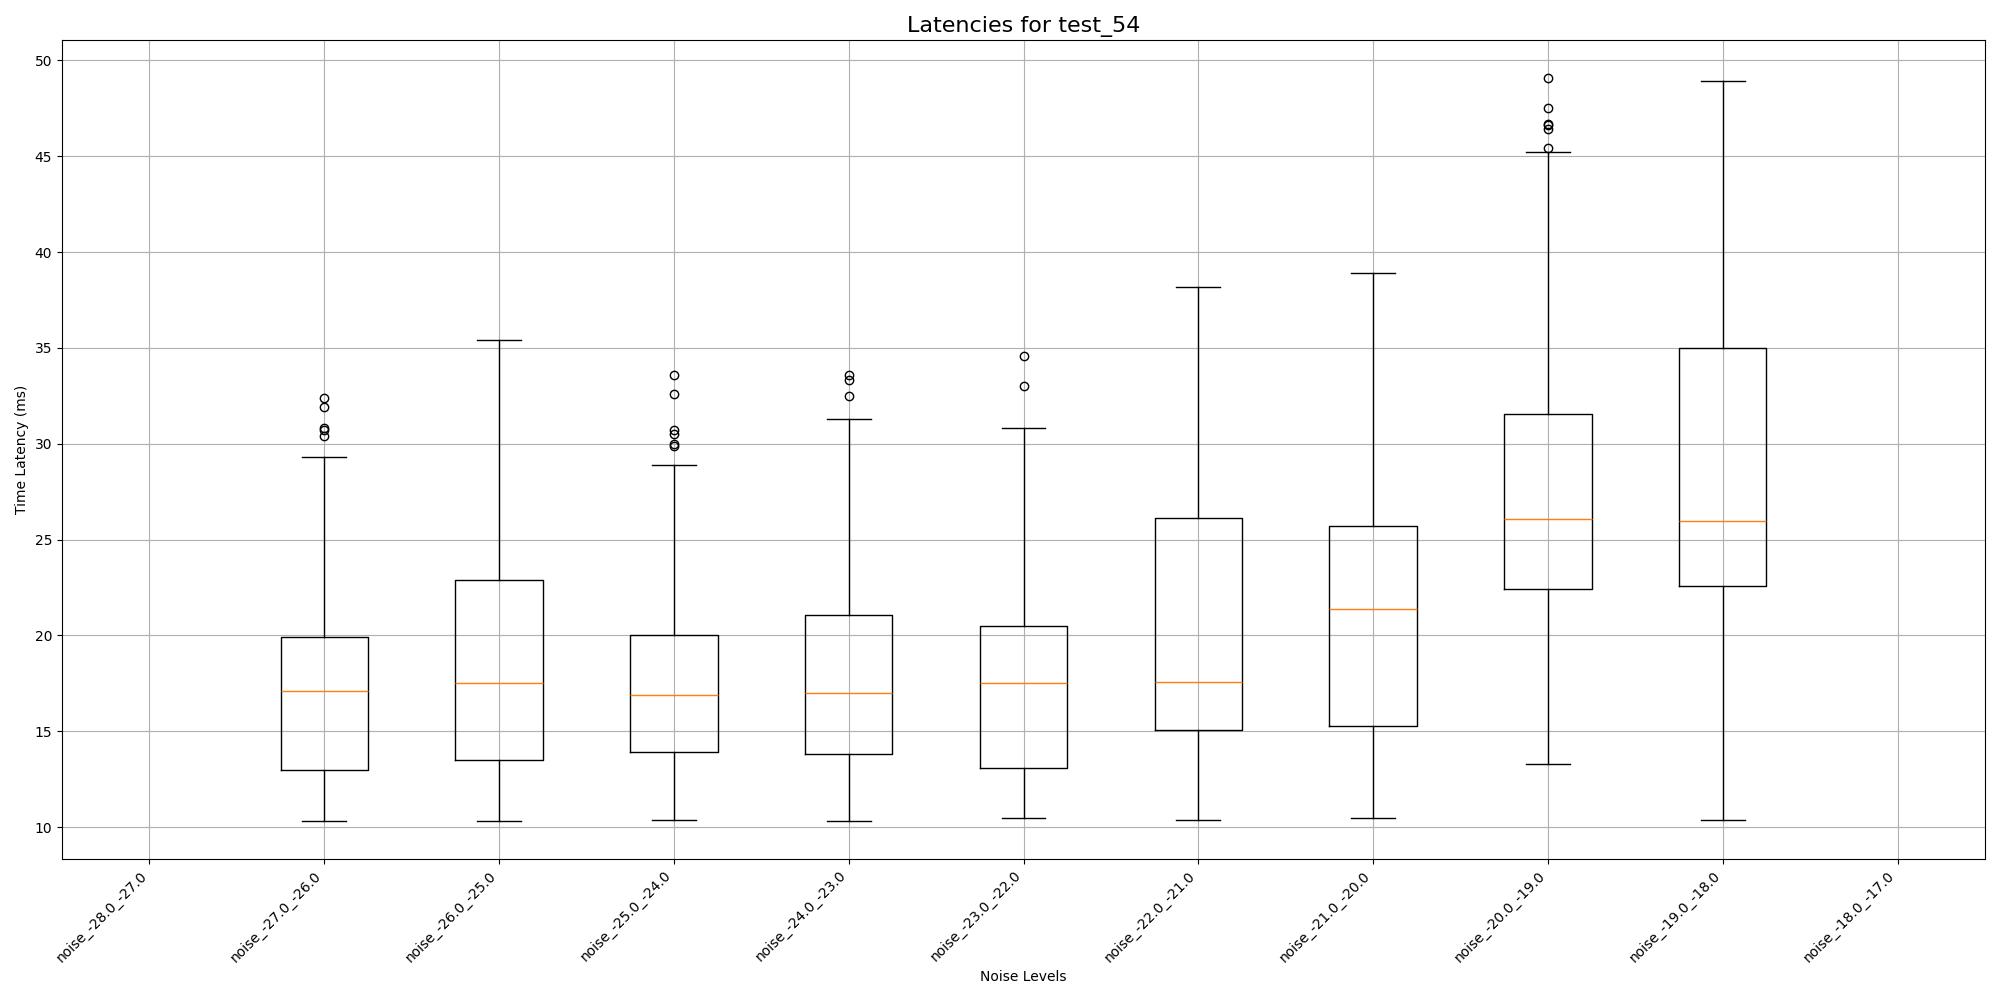 Latencies for test_54
Time Latency (ms)
50
45
40
35
30
25
20
15
10
noise_-28.0_-27.0
noise_-27.0_-26.0
noise_-26.0_-25.0
noise_-25.0_-24.0
noise_-24.0_-23.0
noise_-23.0_-22.0
noise_-22.0_-21.0
noise_-21.0_-20.0
noise_-20.0_-19.0
noise_-19.0_-18.0
noise_-18.0_-17.0
Noise Levels